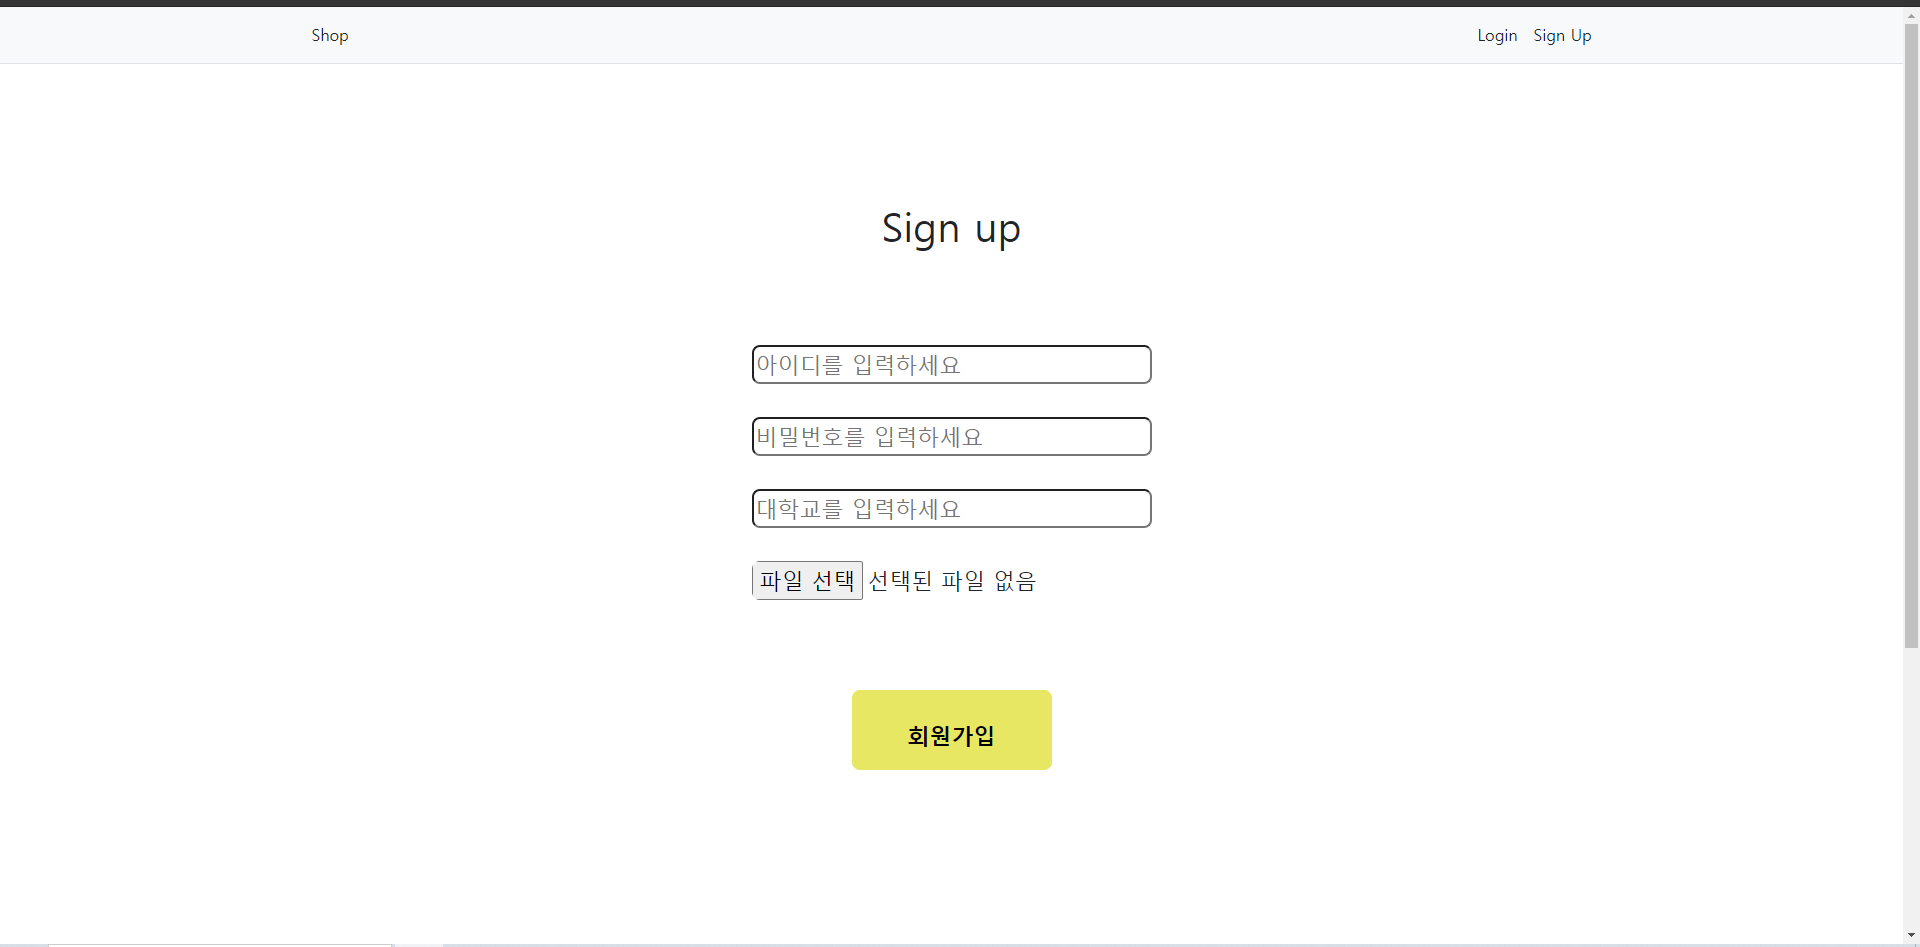 Shop Login Sign Up
Sign up
아이디를 입력하세요
비밀번호를 입력하세요
대학교를 입력하세요
파일 선택 선택된 파일 없음
회원가입